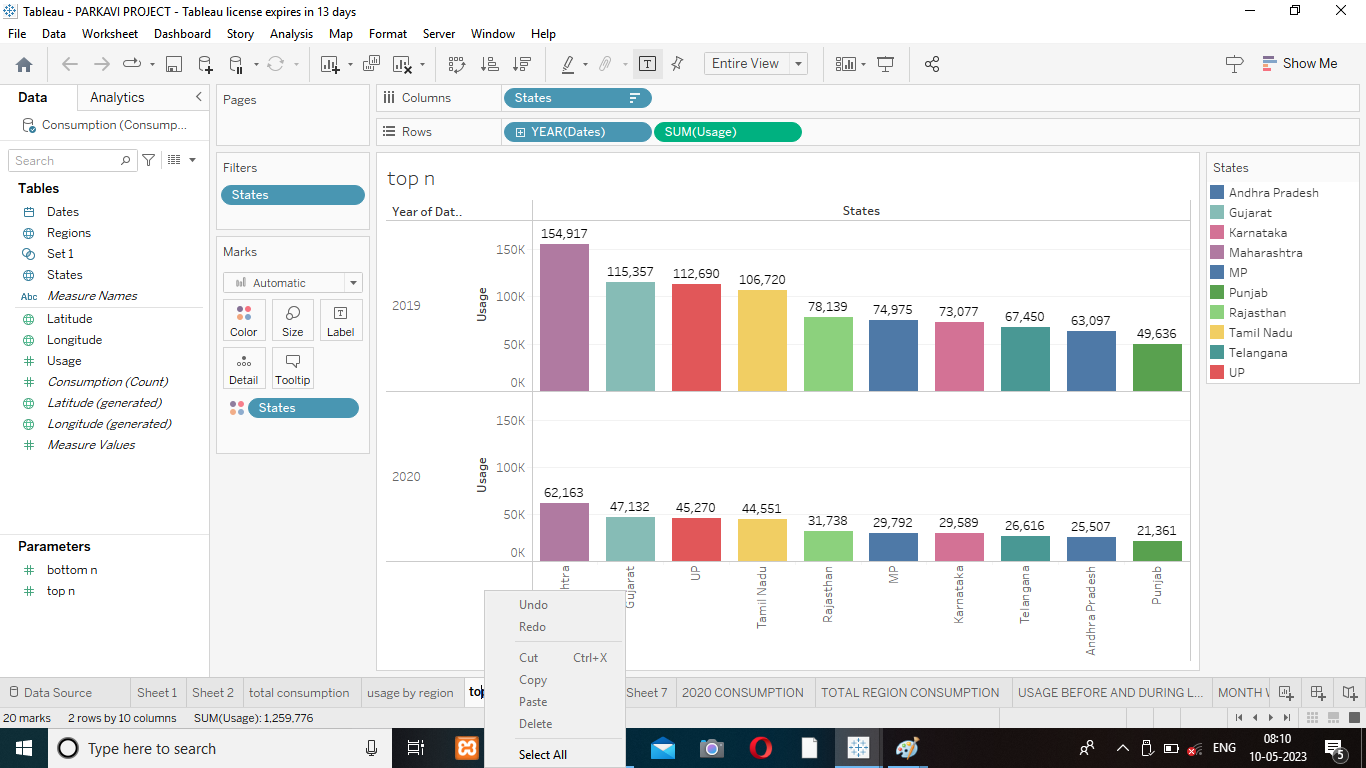 Tableau - PARKAVI PROJECT - Tableau license expires in 13 days
File Data Worksheet Dashboard Story Analysis Map Format Server Window Help
Entire View
Show Me
Data Analytics
Consumption (Consump...
Search
Tables
Dates
Regions
Set 1
States
Abc Measure Names
Latitude
Longitude
Usage
Consumption (Count)
Latitude (generated)
Longitude (generated)
Measure Values
Parameters
bottom n
top n
Pages
Filters
States
Marks
Automatic
Color Size Label
Detail Tooltip
States
Columns States
Rows YEAR(Dates) SUM(Usage)
top n
Year of Dat..
States
2019
Usage
150K
100K
50K
0K
154,917 115,357 112,690 106,720 78,139 74,975 73,077 67,450 63,097 49,636
2020
Usage
150K
100K
50K
0K
62,163 47,132 45,270 44,551 31,738 29,792 29,589 26,616 25,507 21,361
Gujarat UP Tamil Nadu Rajasthan MP Karnataka Telangana Andhra Pradesh Punjab
States
Andhra Pradesh
Gujarat
Karnataka
Maharashtra
MP
Punjab
Rajasthan
Tamil Nadu
Telangana
UP
Undo
Redo
Cut Ctrl+X
Copy
Paste
Delete
Select All
Data Source Sheet 1 Sheet 2 total consumption usage by region top Sheet 7 2020 CONSUMPTION TOTAL REGION CONSUMPTION USAGE BEFORE AND DURING L... MONTH
20 marks 2 rows by 10 columns SUM(Usage): 1,259,776
Type here to search
ENG
08:10
10-05-2023
5